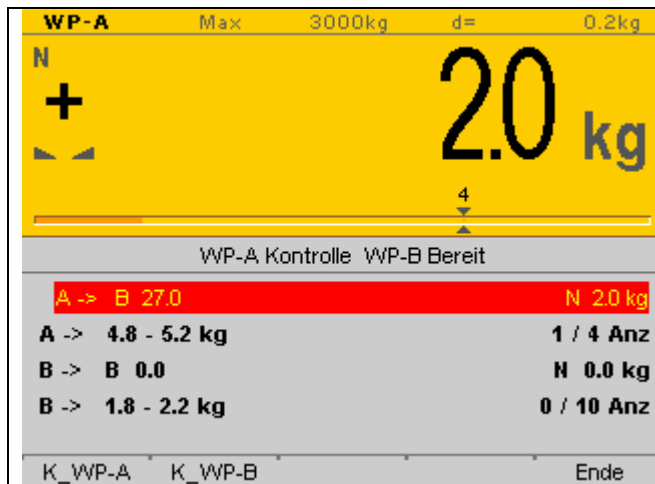 WP-A Max 3000kg d= 0.2kg
N
+ 2.0 kg
4
WP-A Kontrolle WP-B Bereit
A -> B 27.0 N 2.0 kg
A -> 4.8 - 5.2 kg 1 / 4 Anz
B -> B 0.0 N 0.0 kg
B -> 1.8 - 2.2 kg 0 / 10 Anz
K_WP-A K_WP-B Ende